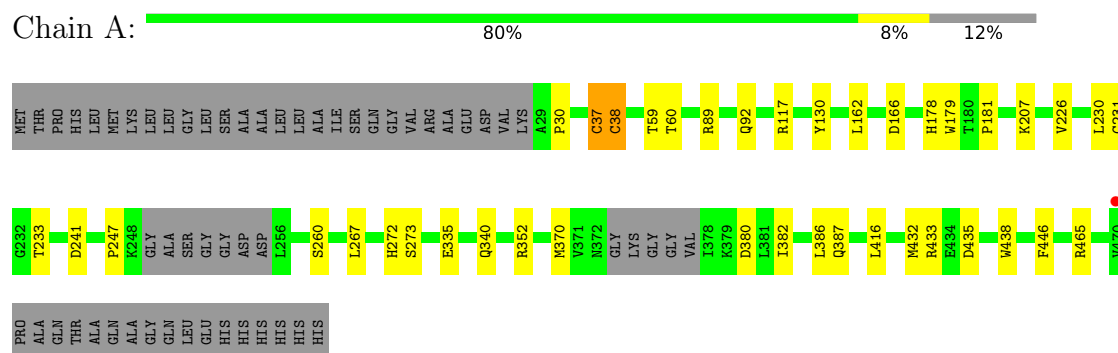 Chain A:
80% 8% 12%
MET THR PRO HIS LEU MET LYS LEU LEU GLY LEU SER ALA ALA LEU LEU ALA ILE SER GLN GLY VAL ARG ALA GLU ASP VAL LYS A29 P30 C37 C38 T59 T60 R89 Q92 R117 Y130 L162 D166 H178 W179 T180 P181 K207 V226 L230 G231
G232 T233 D241 P247 K248 GLY ALA SER GLY GLY ASP ASP L256 S260 L267 H272 S273 E335 Q340 R352 M370 V371 N372 GLY LYS GLY GLY VAL I378 K379 D380 L381 I382 L386 Q387 L416 M432 R433 E434 D435 W438 F446 R465 V470
PRO ALA GLN THR ALA GLN ALA GLY GLN LEU GLU HIS HIS HIS HIS HIS HIS